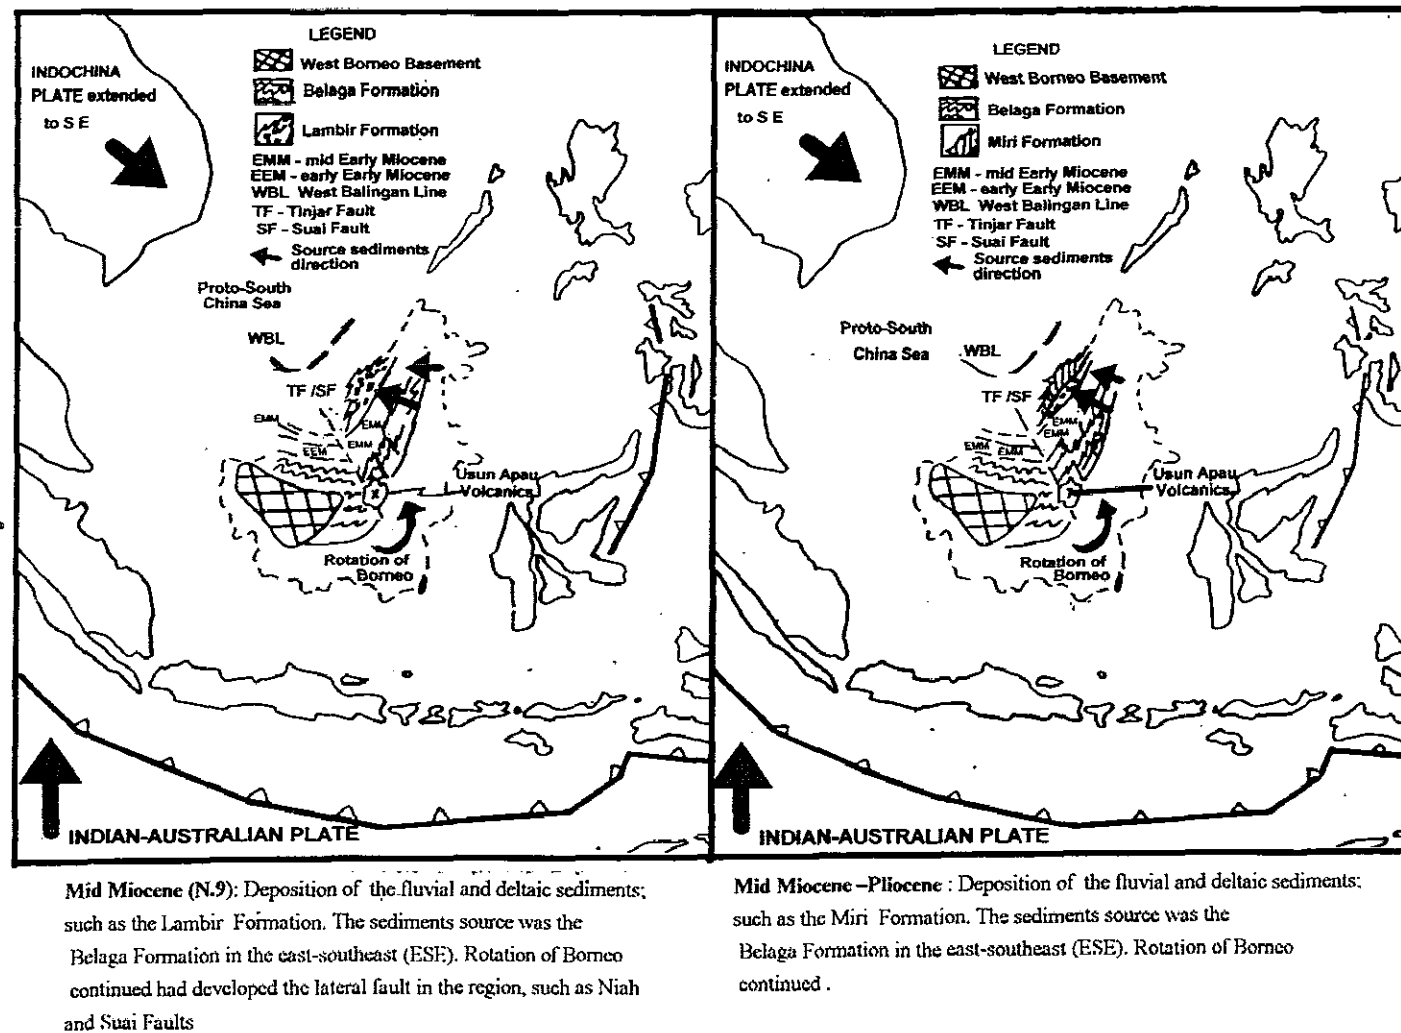 LEGEND
West Borneo Basement
Belaga Formation
Lambir Formation
EMM - mid Early Miocene
EEM - early Early Miocene
WBL West Balingan Line
TF - Tinjar Fault
SF - Suai Fault
Source sediments
direction
INDOCHINA
PLATE extended
to S E
Proto-South
China Sea
WBL
TF /SF
EMM
EMM
EMM
EEM
Usun Apau
Volcanics
Rotation of
Borneo
INDIAN-AUSTRALIAN PLATE
Mid Miocene (N.9): Deposition of the fluvial and deltaic sediments;
such as the Lambir Formation. The sediments source was the
Belaga Formation in the east-southeast (ESE). Rotation of Borneo
continued had developed the lateral fault in the region, such as Niah
and Suai Faults
LEGEND
West Borneo Basement
Belaga Formation
Miri Formation
EMM - mid Early Miocene
EEM - early Early Miocene
WBL West Balingan Line
TF - Tinjar Fault
SF - Suai Fault
Source sediments
direction
INDOCHINA
PLATE extended
to S E
Proto-South
China Sea
WBL
TF /SF
EMM
EMM
EMM
EMM
Usun Apau
Volcanics
Rotation of
Borneo
INDIAN-AUSTRALIAN PLATE
Mid Miocene –Pliocene : Deposition of the fluvial and deltaic sediments;
such as the Miri Formation. The sediments source was the
Belaga Formation in the east-southeast (ESE). Rotation of Borneo
continued .